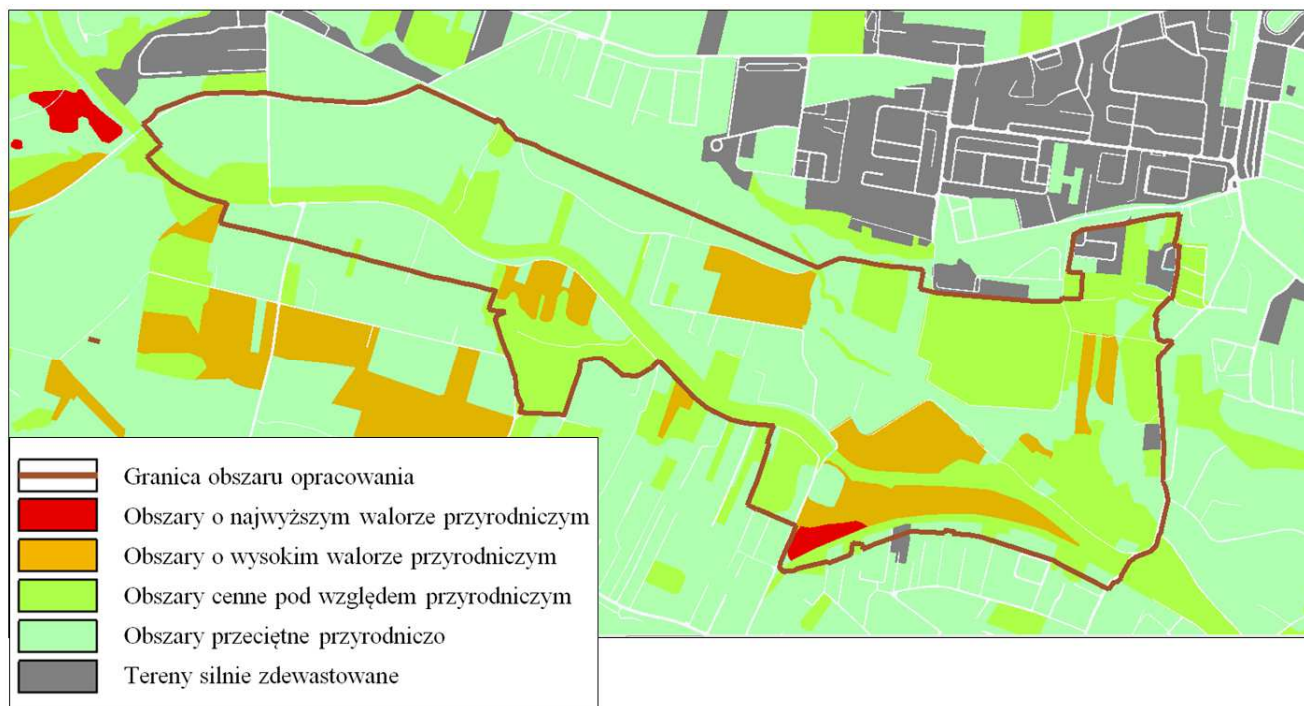 Granica obszaru opracowania
Obszary o najwyższym walorze przyrodniczym
Obszary o wysokim walorze przyrodniczym
Obszary cenne pod względem przyrodniczym
Obszary przeciętne przyrodniczo
Tereny silnie zdewastowane